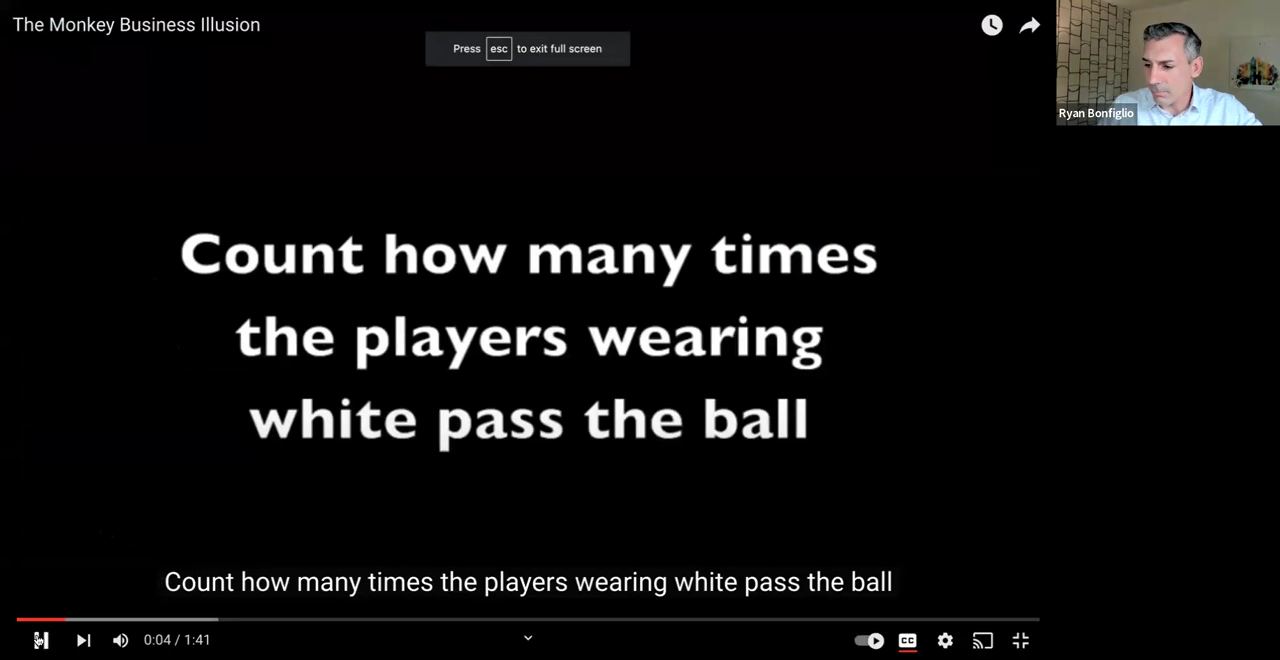 The Monkey Business Illusion
Press esc to exit full screen
Ryan Bonfiglio
Count how many times
the players wearing
white pass the ball
Count how many times the players wearing white pass the ball
0:04 / 1:41
CC